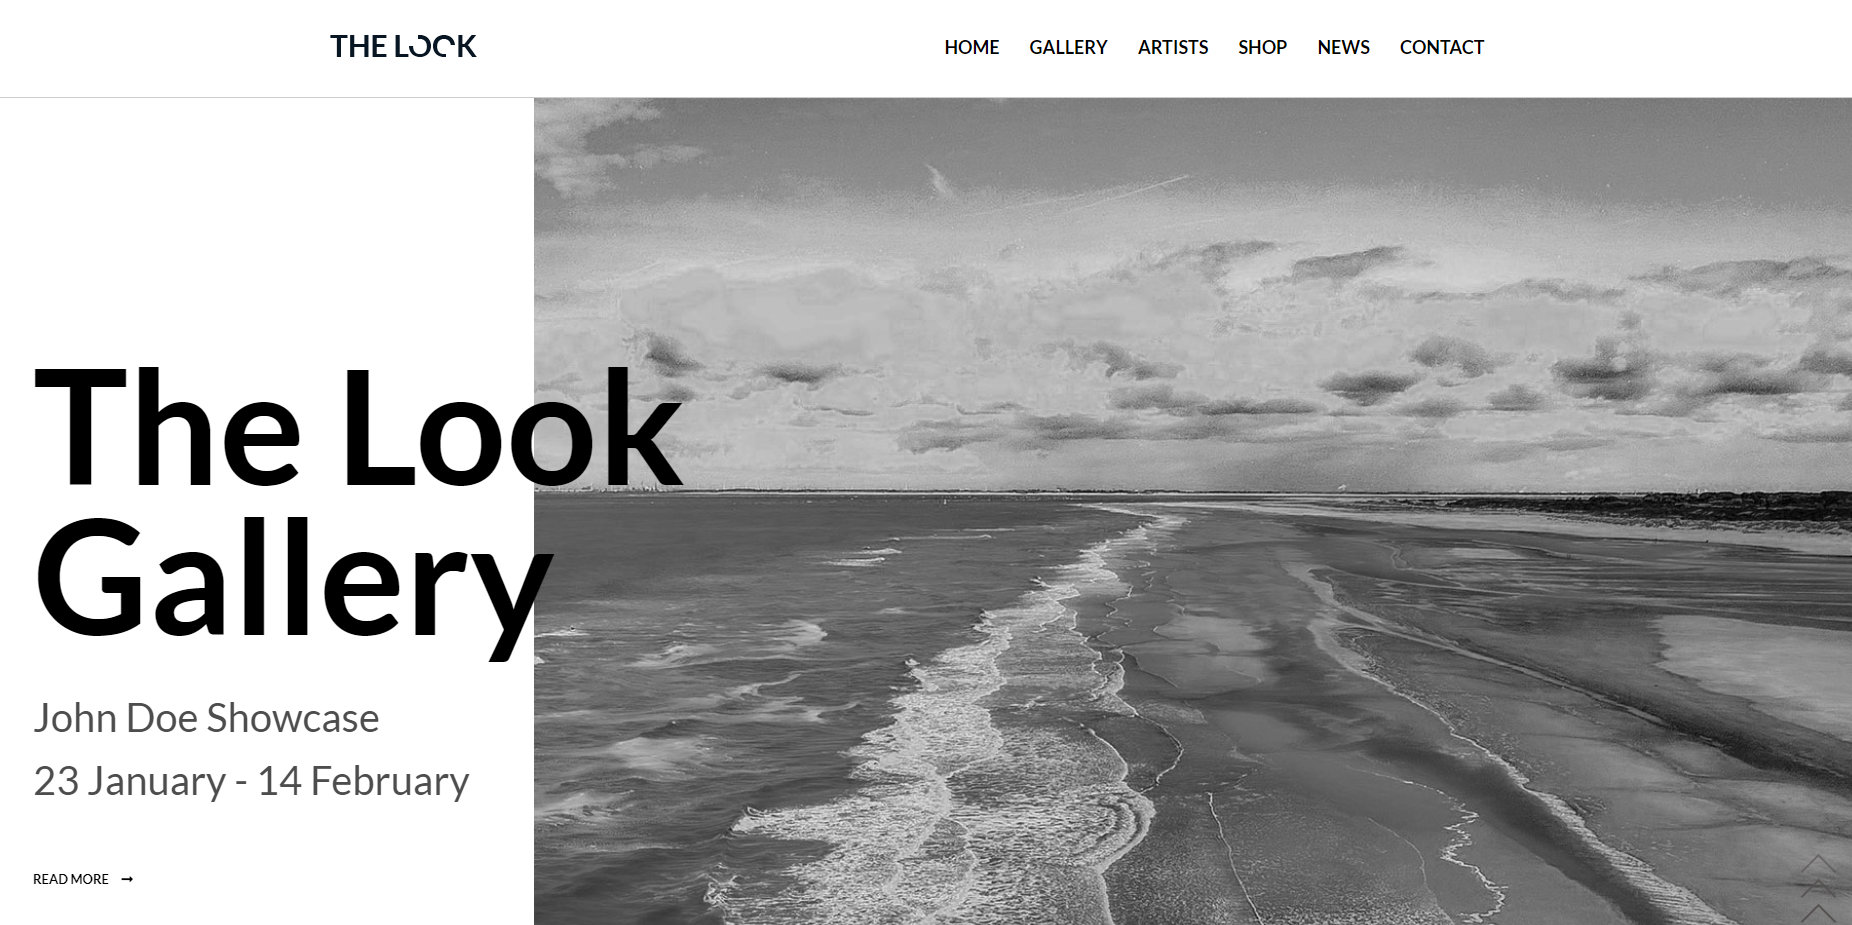 THE LOOK
HOME GALLERY ARTISTS SHOP NEWS CONTACT
The Look
Gallery
John Doe Showcase
23 January - 14 February
READ MORE